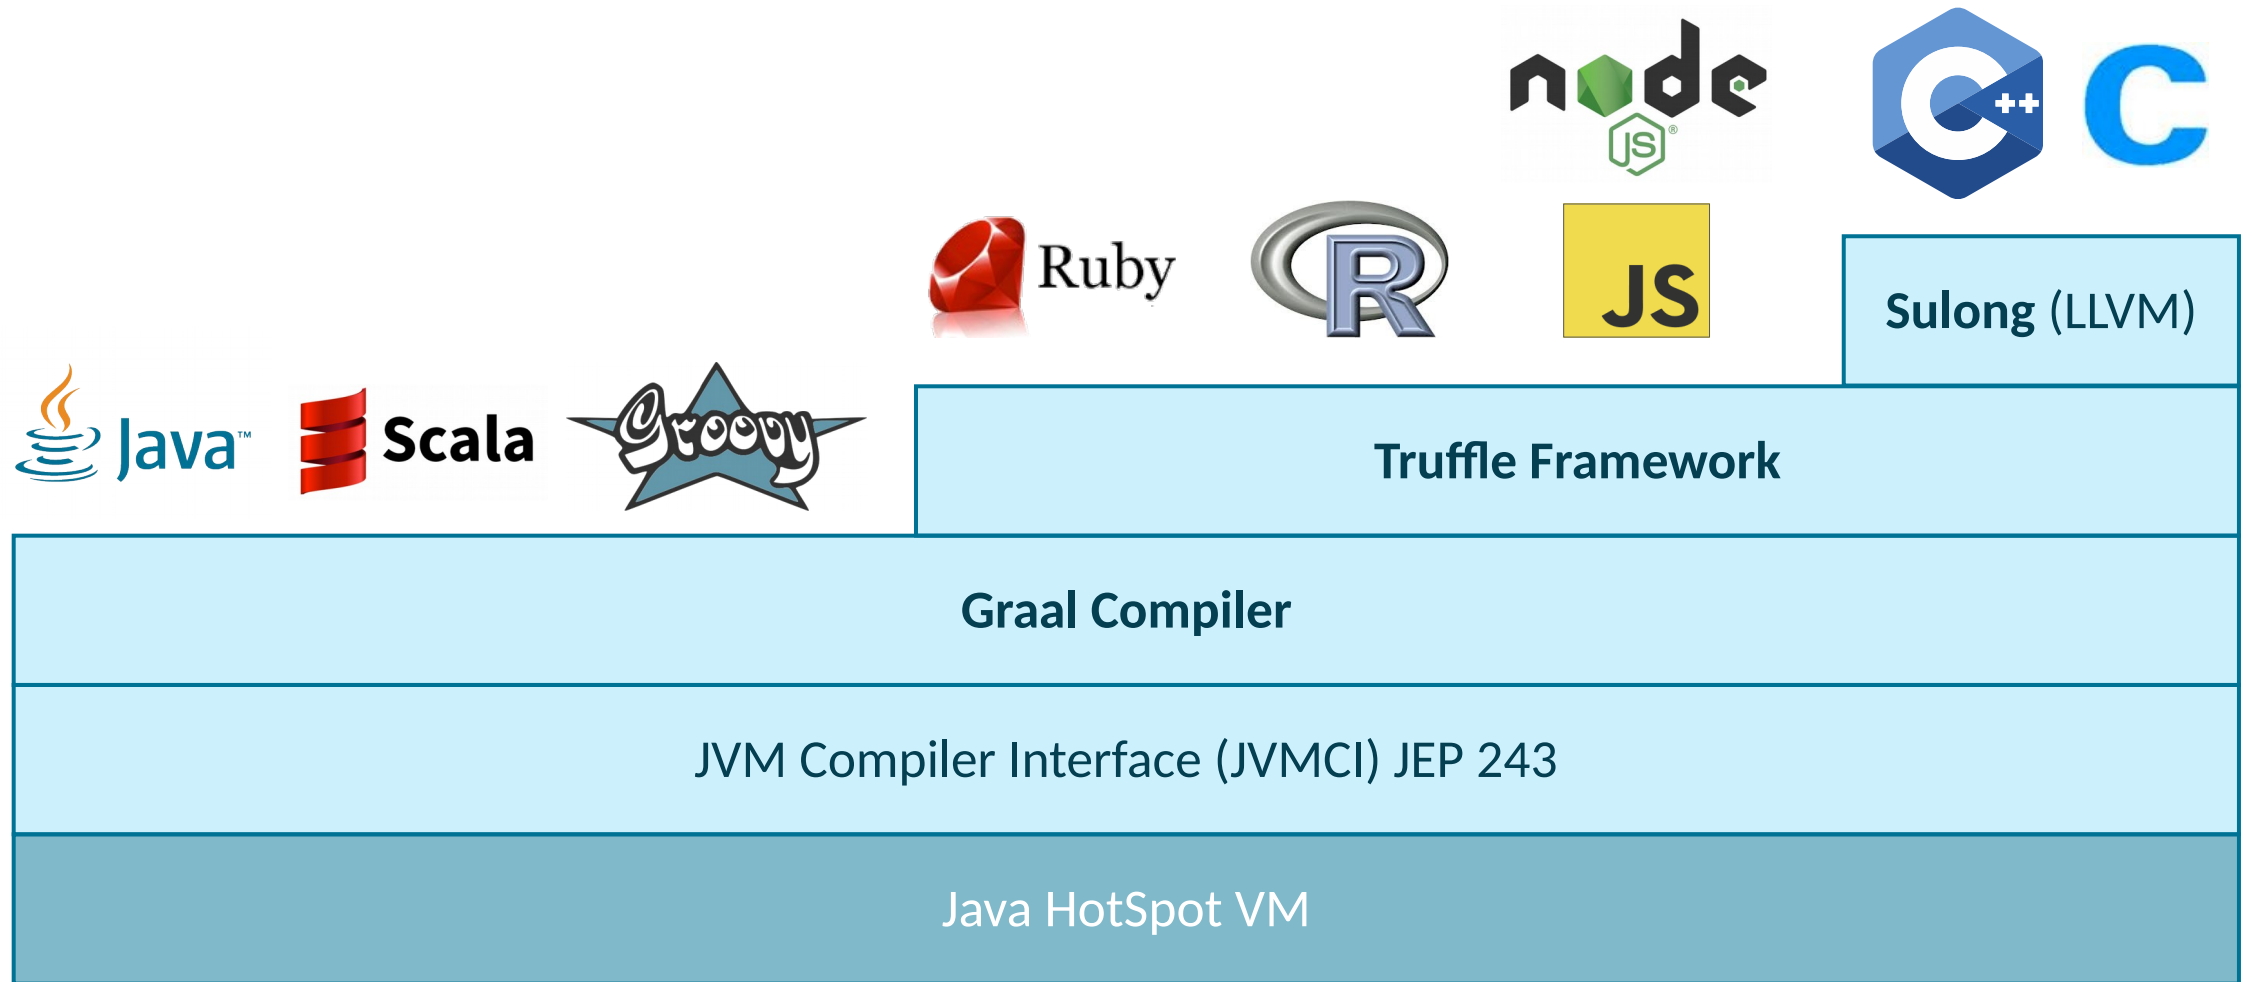 node
JS®
C++
C
Ruby
R
JS
Sulong (LLVM)
Java™
Scala
Groovy
Truffle Framework
Graal Compiler
JVM Compiler Interface (JVMCI) JEP 243
Java HotSpot VM